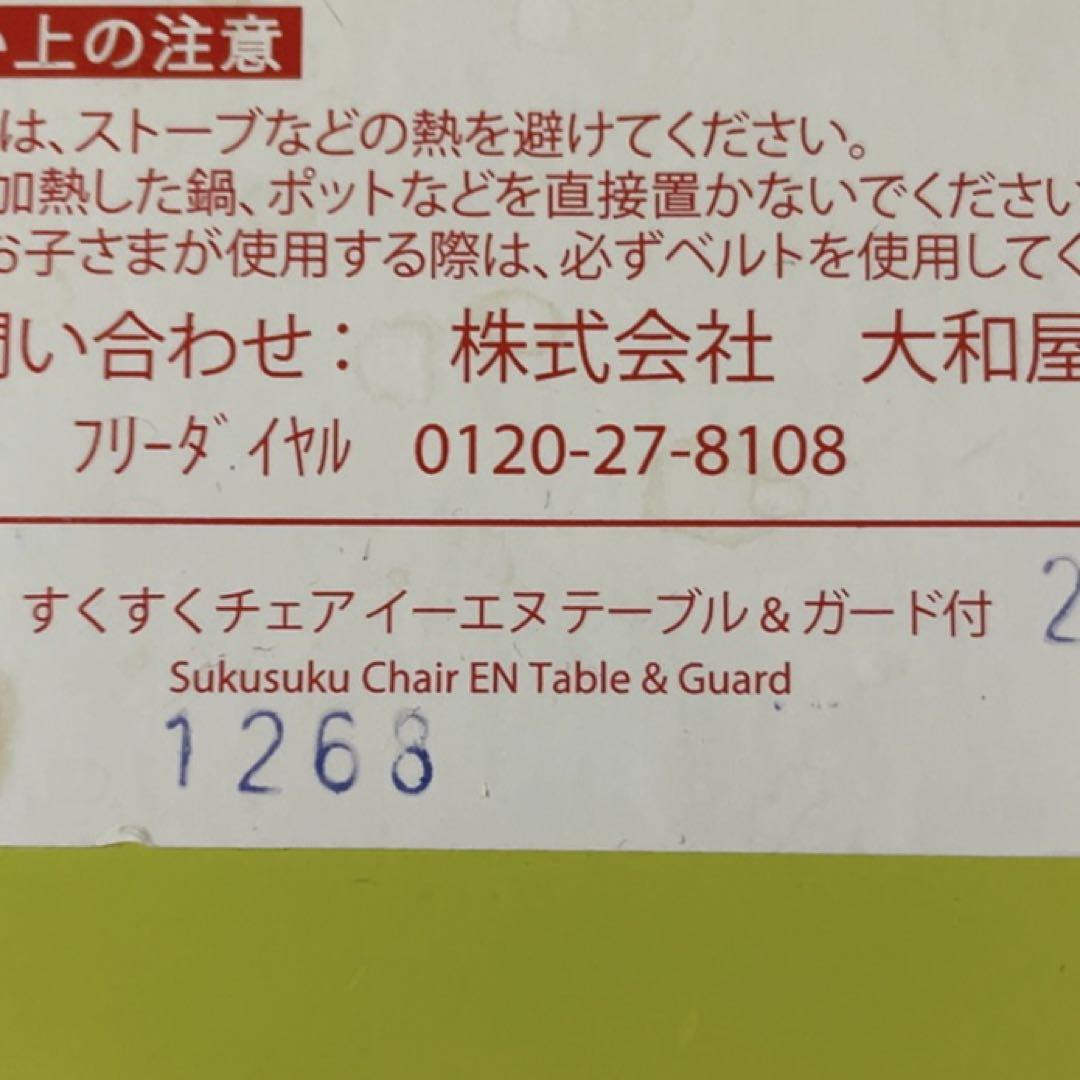 上の注意
は、ストーブなどの熱を避けてください。
加熱した鍋、ポットなどを直接置かないでください
お子さまが使用する際は、必ずベルトを使用してく
問い合わせ：　株式会社　大和屋
フリーダイヤル　0120-27-8108
すくすくチェア イーエヌ テーブル & ガード付 2
Sukusuku Chair EN Table & Guard
1268